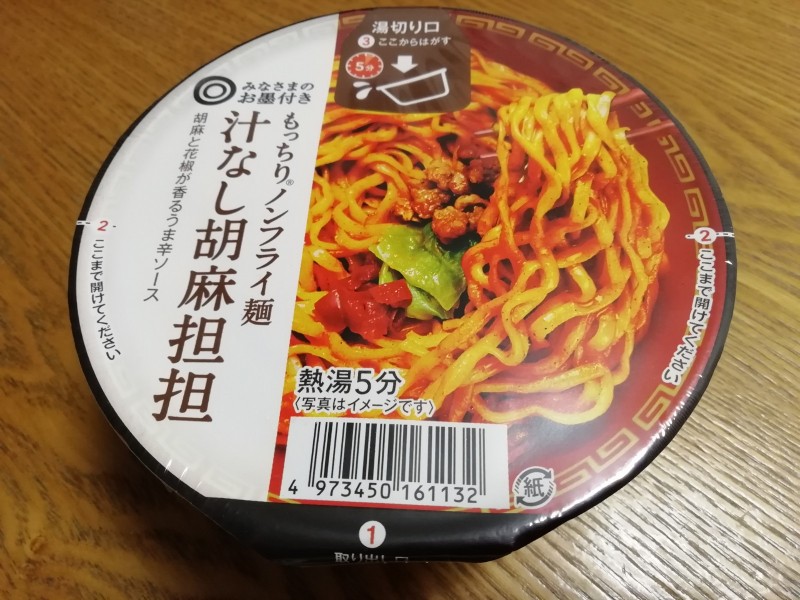 湯切り口
3 ここからはがす
5分
みなさまの
お墨付き
もっちり®ノンフライ麺
汁なし胡麻担担
胡麻と花椒が香るうま辛ソース
2 ここまで開けてください
2 ここまで開けてください
熱湯5分
〈写真はイメージです〉
4 973450 161132
紙
1
取り出し口